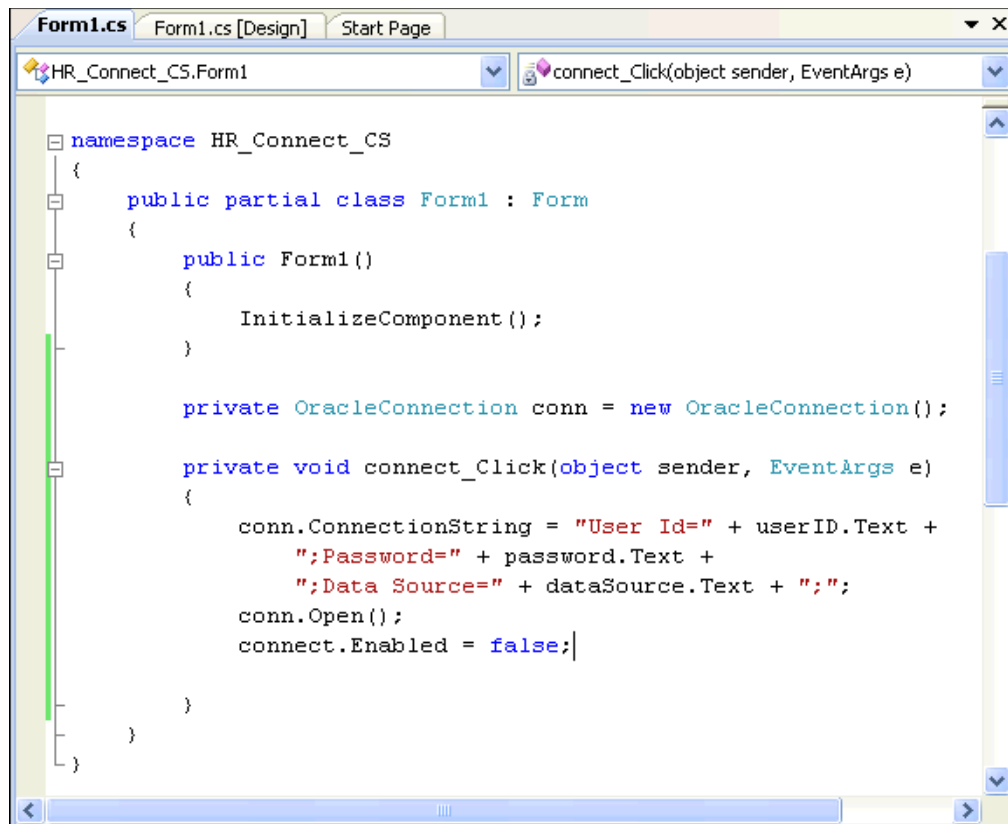 Form1.cs Form1.cs [Design] Start Page
HR_Connect_CS.Form1 connect_Click(object sender, EventArgs e)
namespace HR_Connect_CS
{
public partial class Form1 : Form
{
public Form1()
{
InitializeComponent();
}
private OracleConnection conn = new OracleConnection();
private void connect_Click(object sender, EventArgs e)
{
conn.ConnectionString = "User Id=" + userID.Text +
";Password=" + password.Text +
";Data Source=" + dataSource.Text + ";";
conn.Open();
connect.Enabled = false;
}
}
}